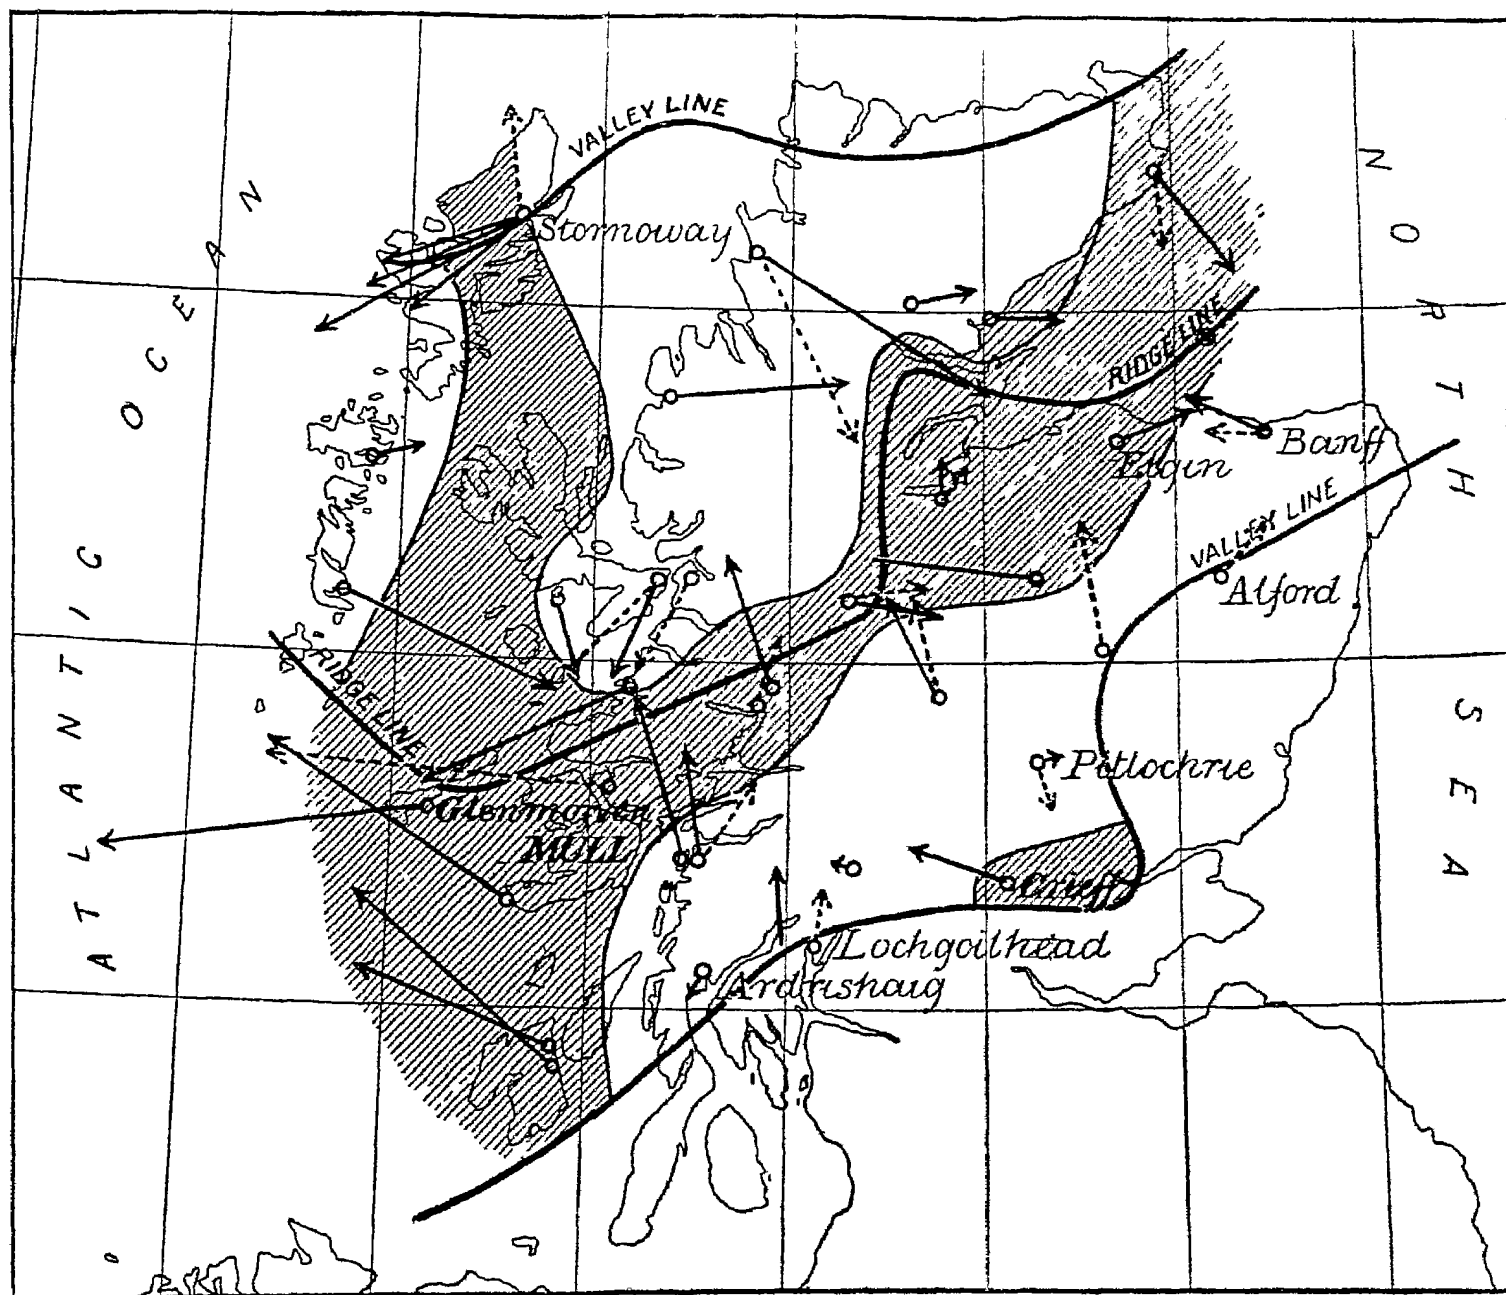 VALLEY LINE
ATLANTIC OCEAN
NORTH SEA
Stornoway
RIDGE LINE
Banff
Elgin
VALLEY LINE
Alford
RIDGE LINE
Pitlochrie
Glenmorven
MULL
Crieff
Lochgoilhead
Ardrishaig